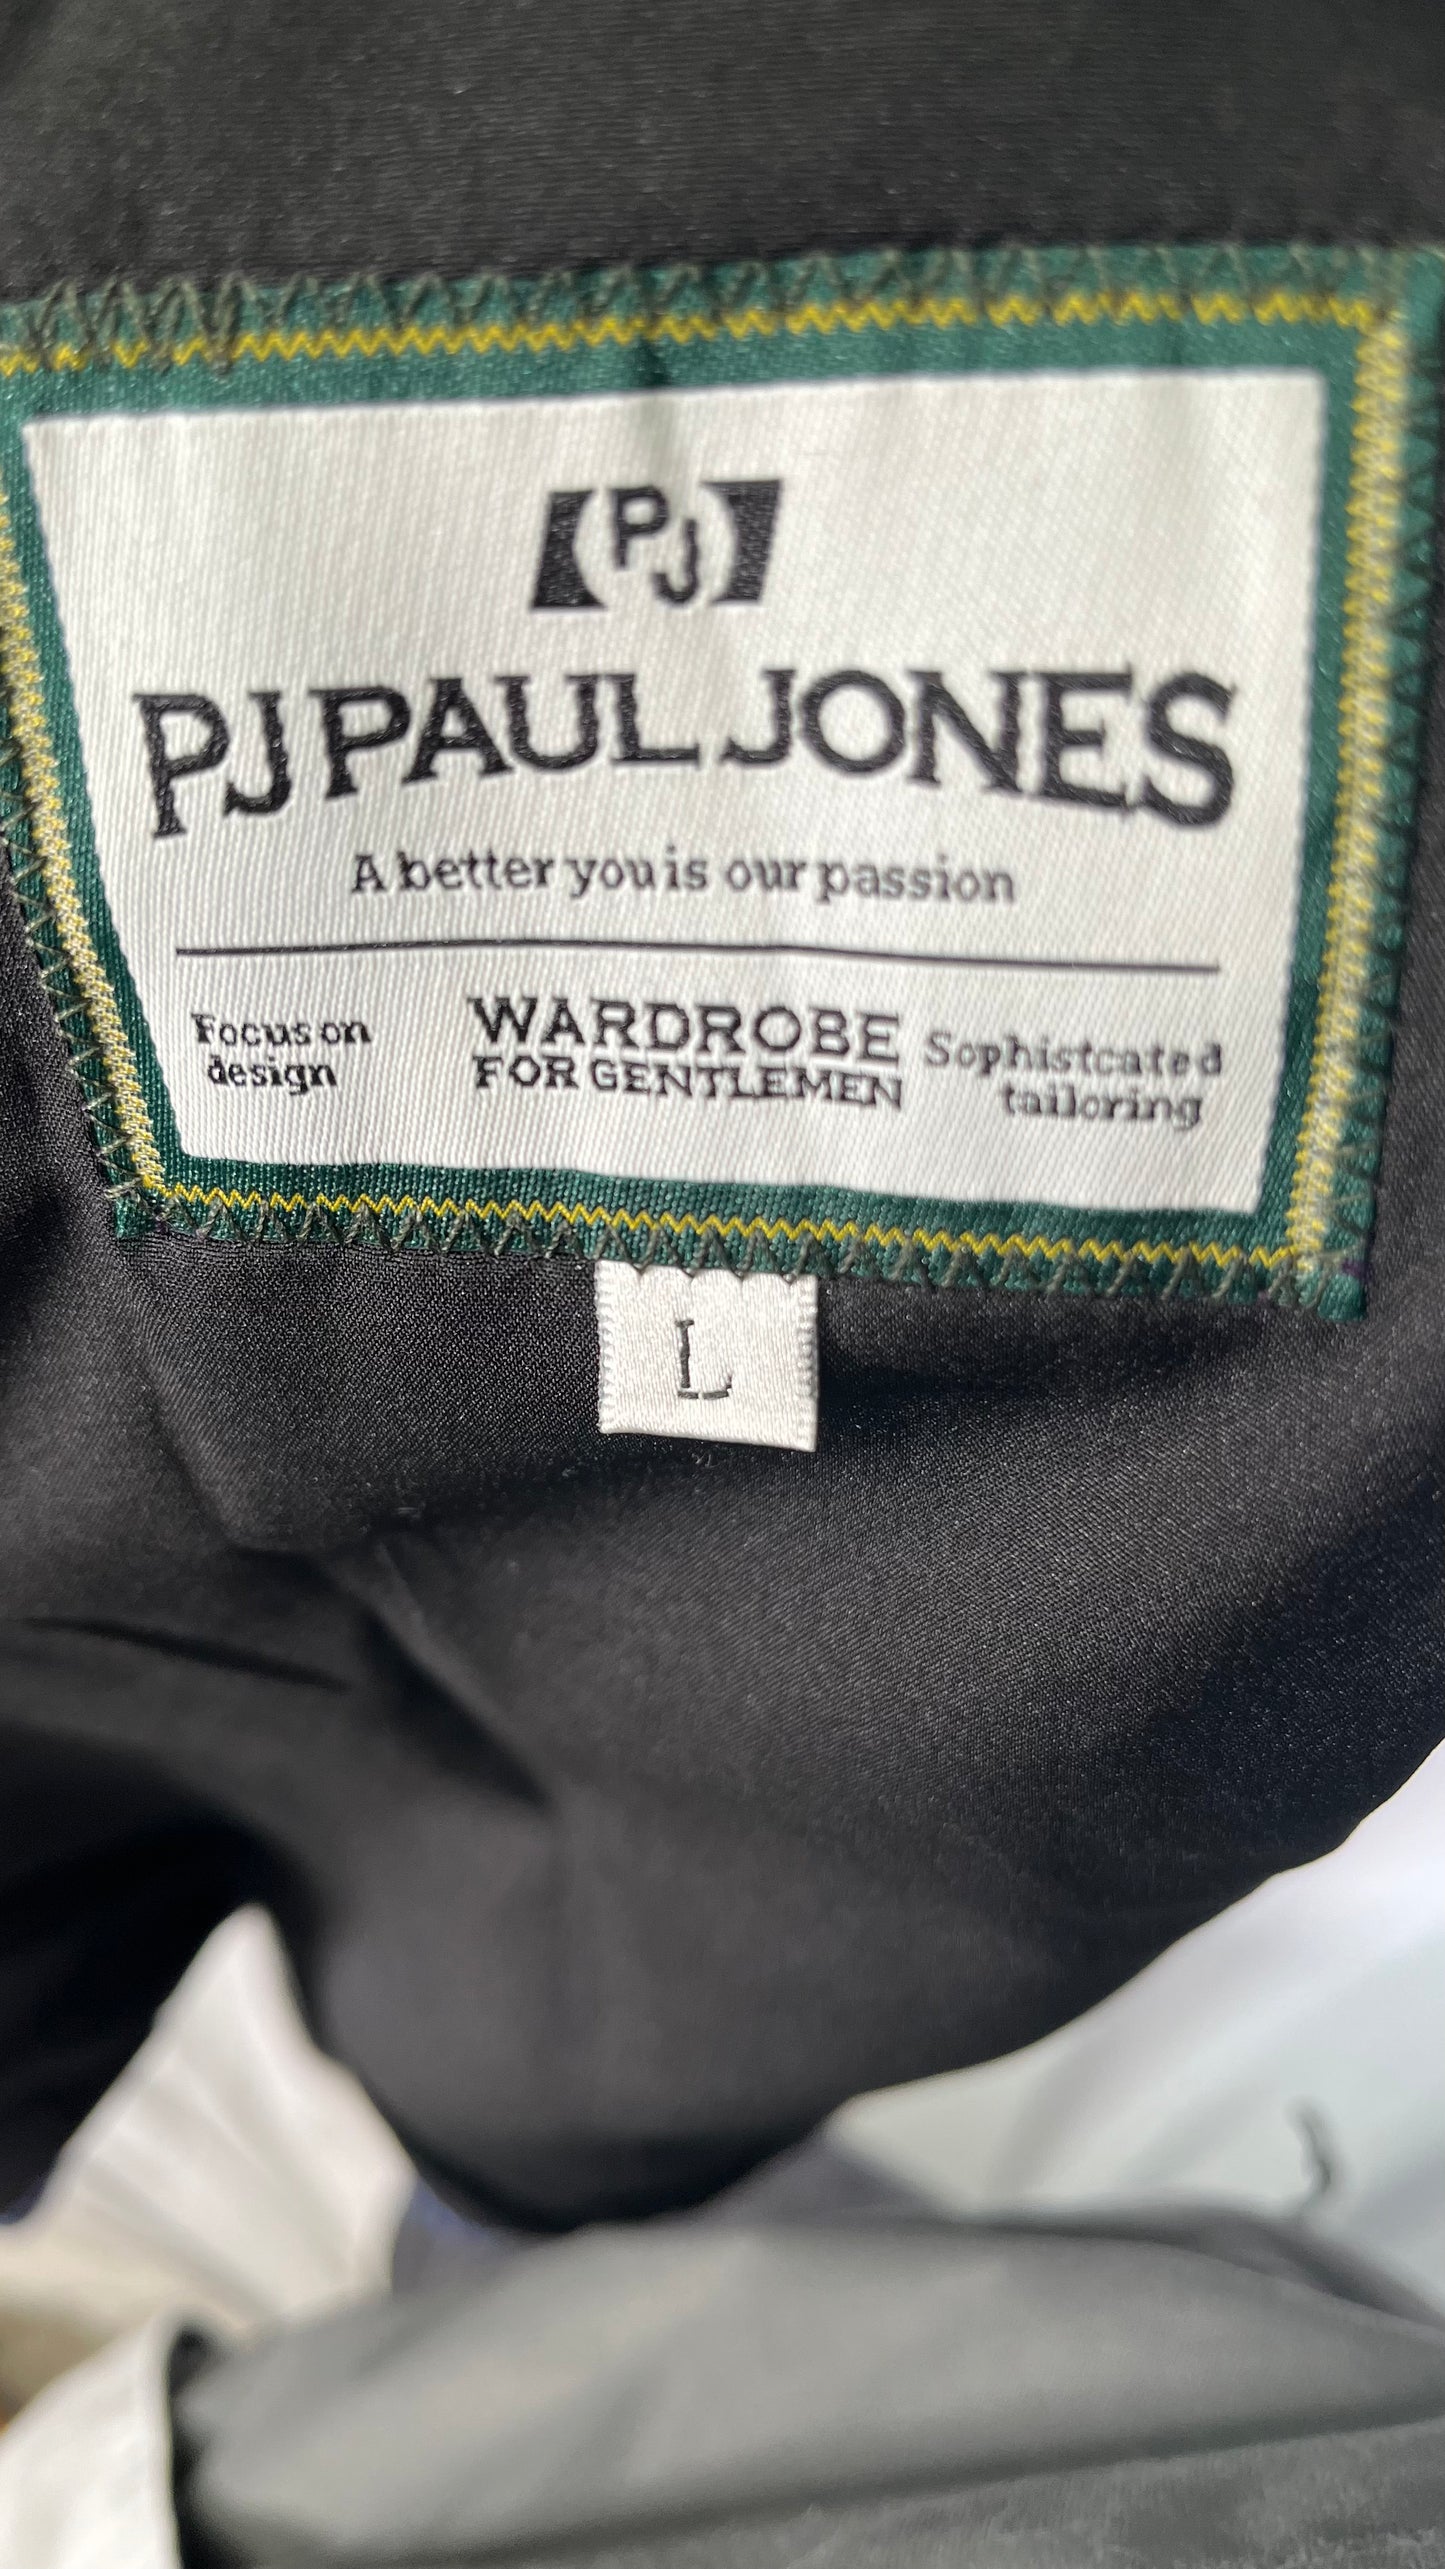 PJ
PJ PAUL JONES
A better you is our passion
Focus on
design
WARDROBE
FOR GENTLEMEN
Sophistcated
tailoring
L